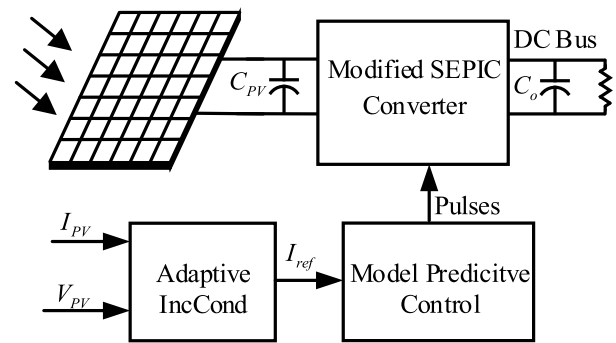 DC Bus
C_PV
Modified SEPIC
Converter
C_o
Pulses
I_PV
V_PV
Adaptive
IncCond
I_ref
Model Predicitve
Control